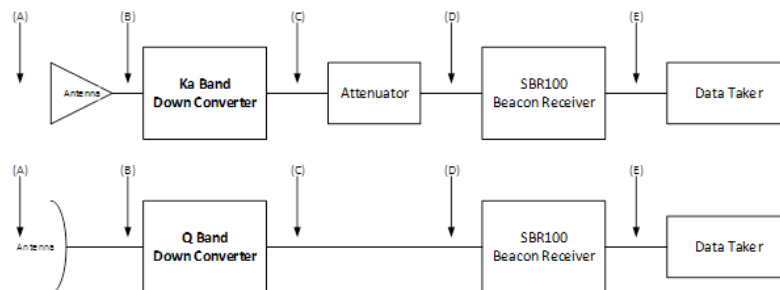 (A) (B) (C) (D) (E)
Antenna
Ka Band
Down Converter
Attenuator
SBR100
Beacon Receiver
Data Taker
(A) (B) (C) (D) (E)
Antenna
Q Band
Down Converter
SBR100
Beacon Receiver
Data Taker